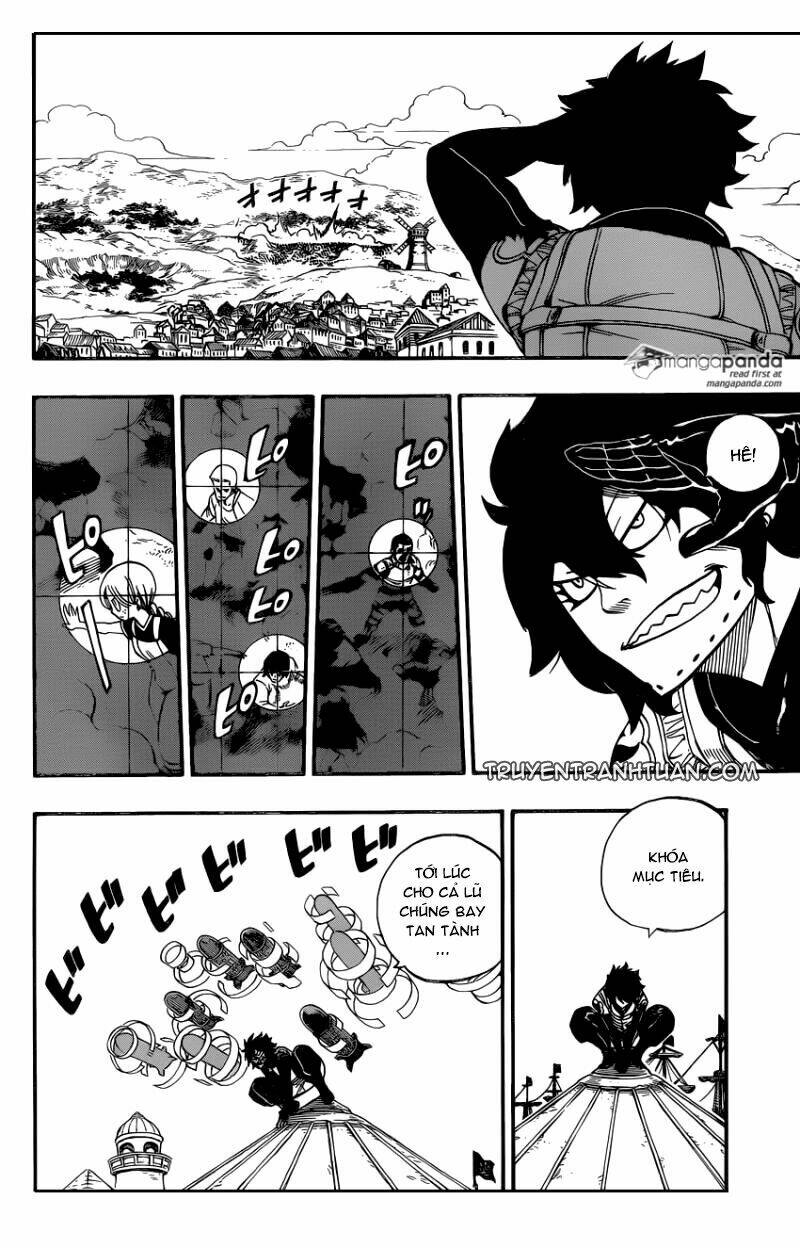 オオオオオ
mangapanda
read first at
mangapanda.com
HÊ!
ピピッ
ピピピピ
ピー
TRUYENTRANHTUAN.COM
KHÓA
MỤC TIÊU.
TỚI LÚC
CHO CẢ LŨ
CHÚNG BAY
TAN TÀNH
...
ビビビビビビ